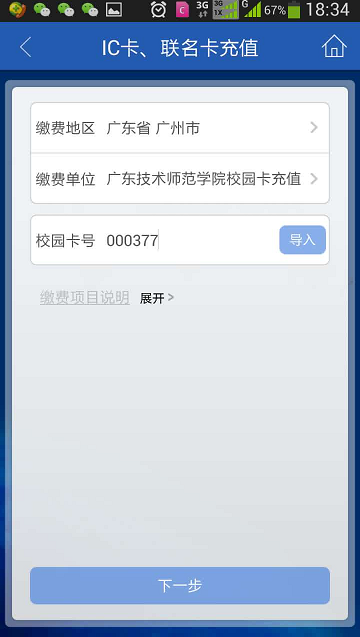 3G 3G 1X G 67% 18:34
IC卡、联名卡充值
缴费地区 广东省 广州市
缴费单位 广东技术师范学院校园卡充值
校园卡号 000377 导入
缴费项目说明 展开 >
下一步